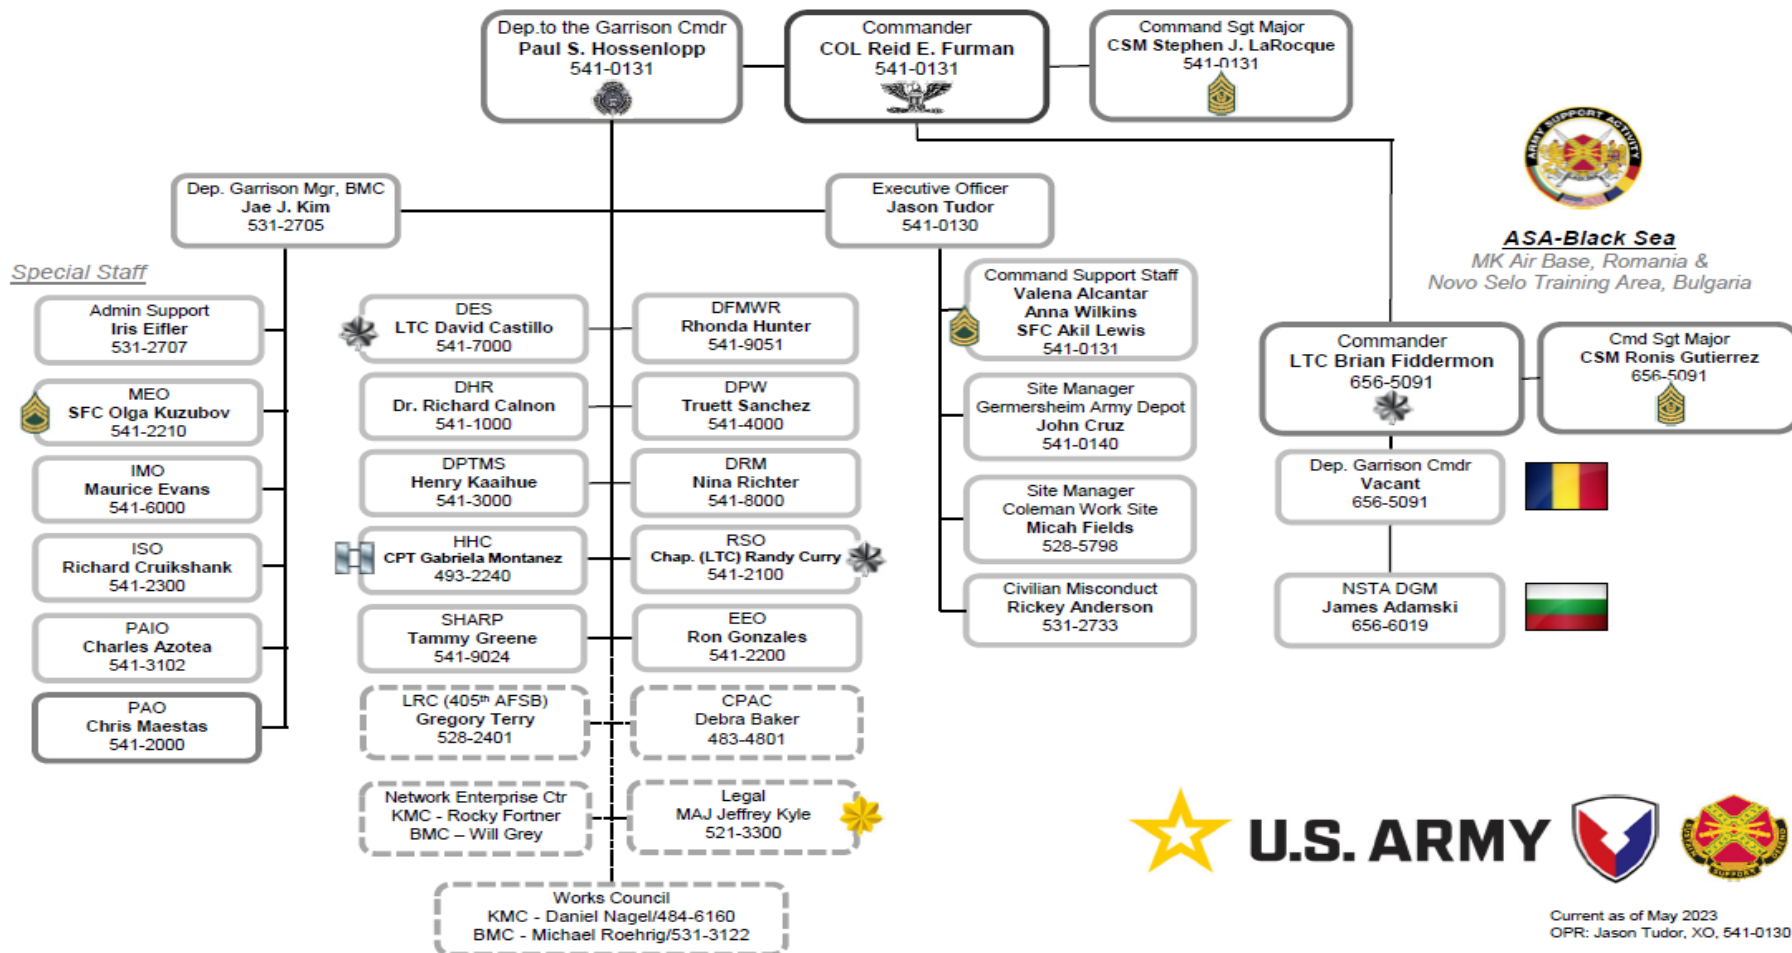 Dep.to the Garrison Cmdr
Paul S. Hossenlopp
541-0131
Commander
COL Reid E. Furman
541-0131
Command Sgt Major
CSM Stephen J. LaRocque
541-0131
ARMY SUPPORT ACTIVITY
Dep. Garrison Mgr, BMC
Jae J. Kim
531-2705
Executive Officer
Jason Tudor
541-0130
ASA-Black Sea
MK Air Base, Romania &
Novo Selo Training Area, Bulgaria
Special Staff
Admin Support
Iris Eifler
531-2707
MEO
SFC Olga Kuzubov
541-2210
IMO
Maurice Evans
541-6000
ISO
Richard Cruikshank
541-2300
PAIO
Charles Azotea
541-3102
PAO
Chris Maestas
541-2000
DES
LTC David Castillo
541-7000
DFMWR
Rhonda Hunter
541-9051
DHR
Dr. Richard Calnon
541-1000
DPW
Truett Sanchez
541-4000
DPTMS
Henry Kaaihue
541-3000
DRM
Nina Richter
541-8000
HHC
CPT Gabriela Montanez
493-2240
RSO
Chap. (LTC) Randy Curry
541-2100
SHARP
Tammy Greene
541-9024
EEO
Ron Gonzales
541-2200
LRC (405th AFSB)
Gregory Terry
528-2401
CPAC
Debra Baker
483-4801
Network Enterprise Ctr
KMC - Rocky Fortner
BMC – Will Grey
Legal
MAJ Jeffrey Kyle
521-3300
Works Council
KMC - Daniel Nagel/484-6160
BMC - Michael Roehrig/531-3122
Command Support Staff
Valena Alcantar
Anna Wilkins
SFC Akil Lewis
541-0131
Site Manager
Germersheim Army Depot
John Cruz
541-0140
Site Manager
Coleman Work Site
Micah Fields
528-5798
Civilian Misconduct
Rickey Anderson
531-2733
Commander
LTC Brian Fiddermon
656-5091
Cmd Sgt Major
CSM Ronis Gutierrez
656-5091
Dep. Garrison Cmdr
Vacant
656-5091
NSTA DGM
James Adamski
656-6019
U.S. ARMY
SUSTAIN SUPPORT DEFEND
Current as of May 2023
OPR: Jason Tudor, XO, 541-0130